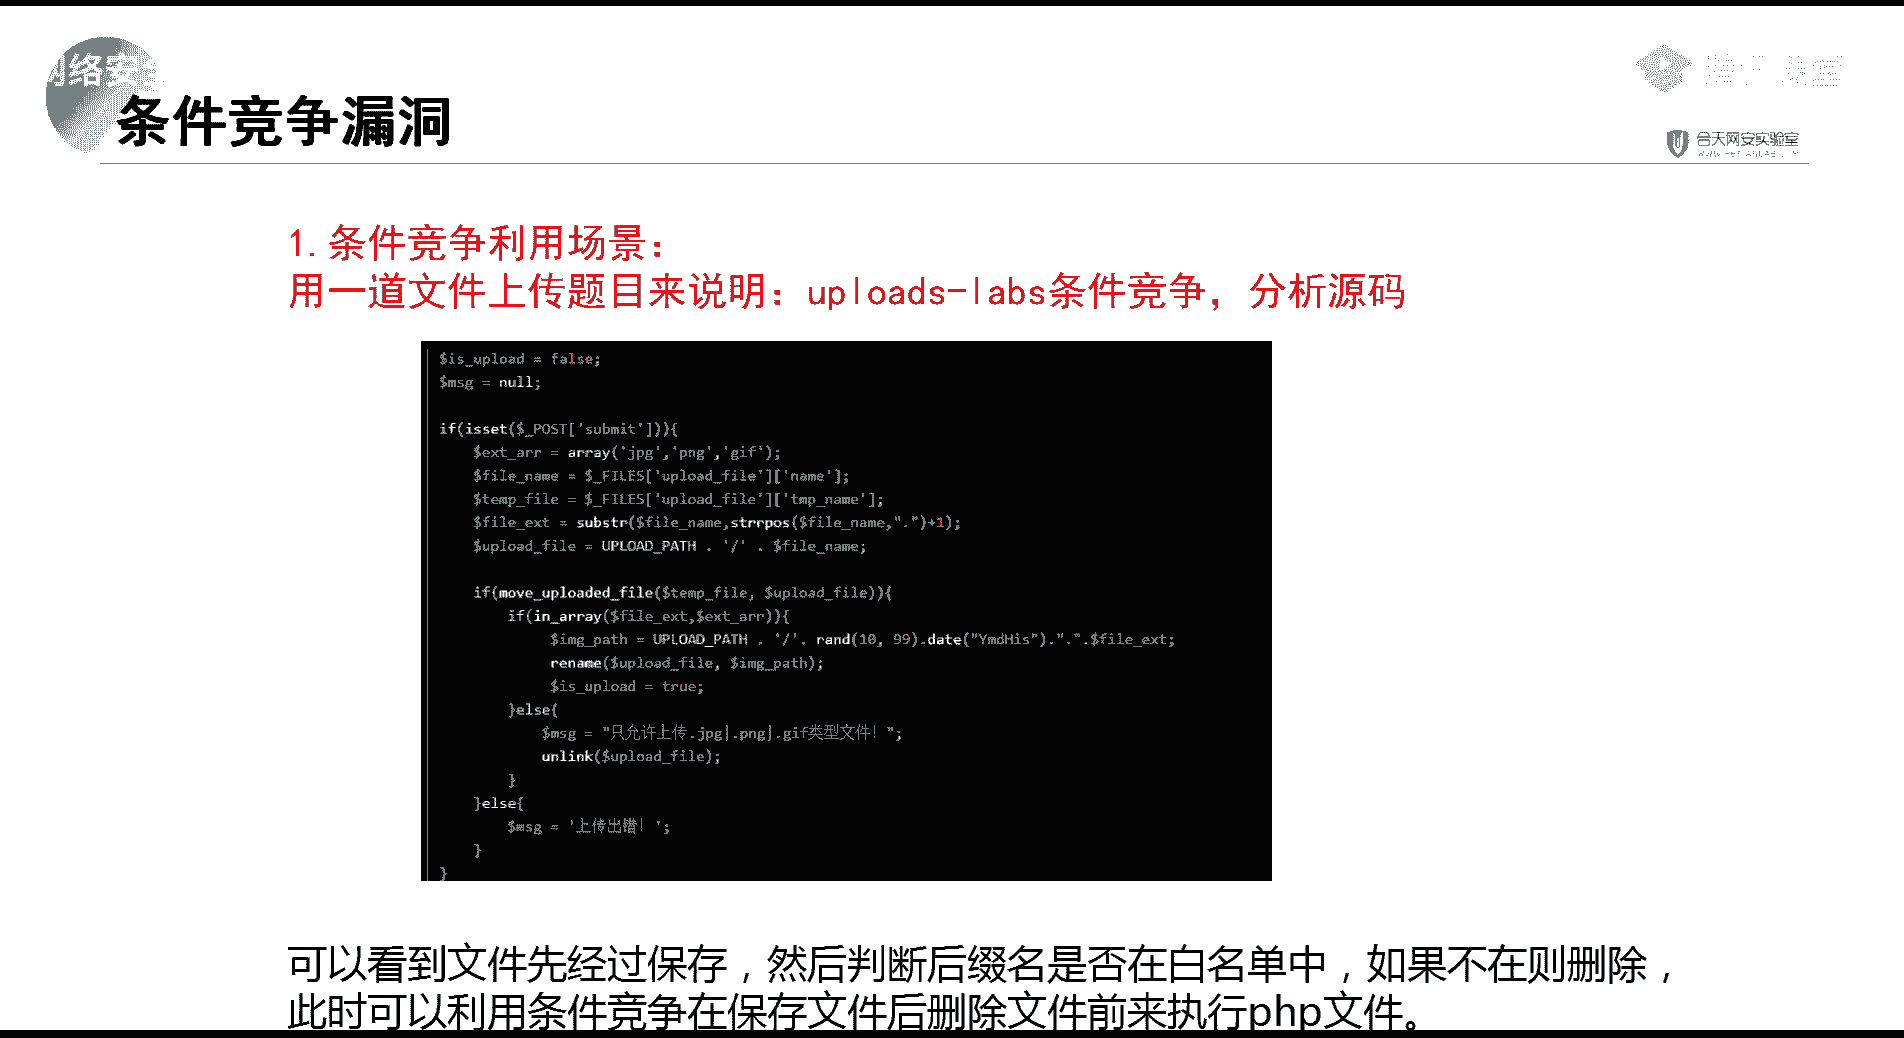 网络安全
条件竞争漏洞
合天网安实验室
1.条件竞争利用场景：
用一道文件上传题目来说明：uploads-labs条件竞争，分析源码
$is_upload = false;
$msg = null;
if(isset($_POST['submit'])){
$ext_arr = array('jpg','png','gif');
$file_name = $_FILES['upload_file']['name'];
$temp_file = $_FILES['upload_file']['tmp_name'];
$file_ext = substr($file_name,strrpos($file_name,".")+1);
$upload_file = UPLOAD_PATH . '/' . $file_name;
if(move_uploaded_file($temp_file, $upload_file)){
if(in_array($file_ext,$ext_arr)){
$img_path = UPLOAD_PATH . '/'. rand(10, 99).date("YmdHis").".".$file_ext;
rename($upload_file, $img_path);
$is_upload = true;
}else{
$msg = "只允许上传.jpg|.png|.gif类型文件！";
unlink($upload_file);
}
}else{
$msg = '上传出错！';
}
}
可以看到文件先经过保存，然后判断后缀名是否在白名单中，如果不在则删除，
此时可以利用条件竞争在保存文件后删除文件前来执行php文件。